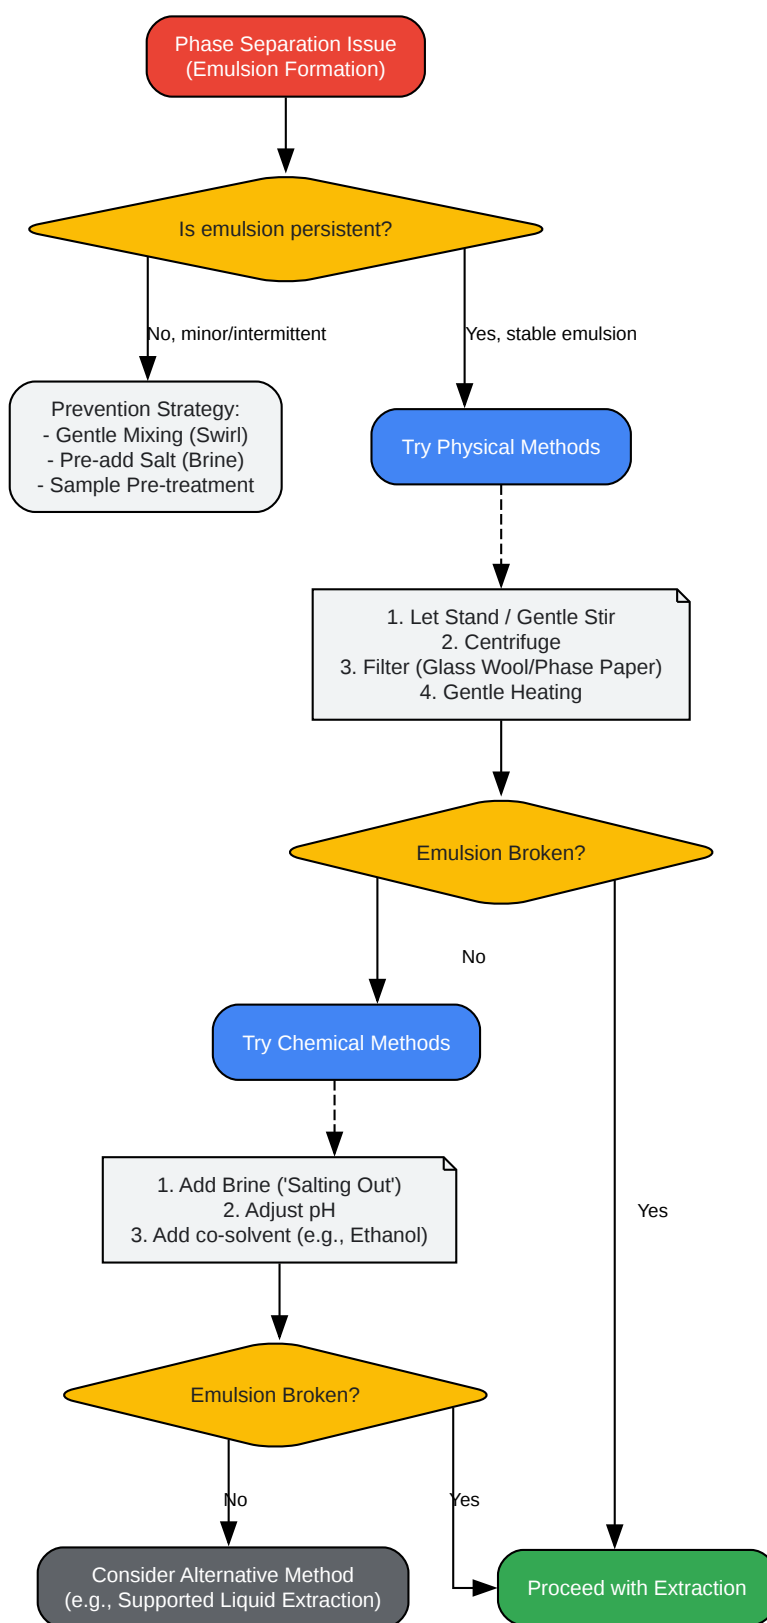 Phase Separation Issue
(Emulsion Formation)
Is emulsion persistent?
No, minor/intermittent
Yes, stable emulsion
Prevention Strategy:
- Gentle Mixing (Swirl)
- Pre-add Salt (Brine)
- Sample Pre-treatment
Try Physical Methods
1. Let Stand / Gentle Stir
2. Centrifuge
3. Filter (Glass Wool/Phase Paper)
4. Gentle Heating
Emulsion Broken?
No
Try Chemical Methods
1. Add Brine ('Salting Out')
2. Adjust pH
3. Add co-solvent (e.g., Ethanol)
Yes
Emulsion Broken?
No
Yes
Consider Alternative Method
(e.g., Supported Liquid Extraction)
Proceed with Extraction